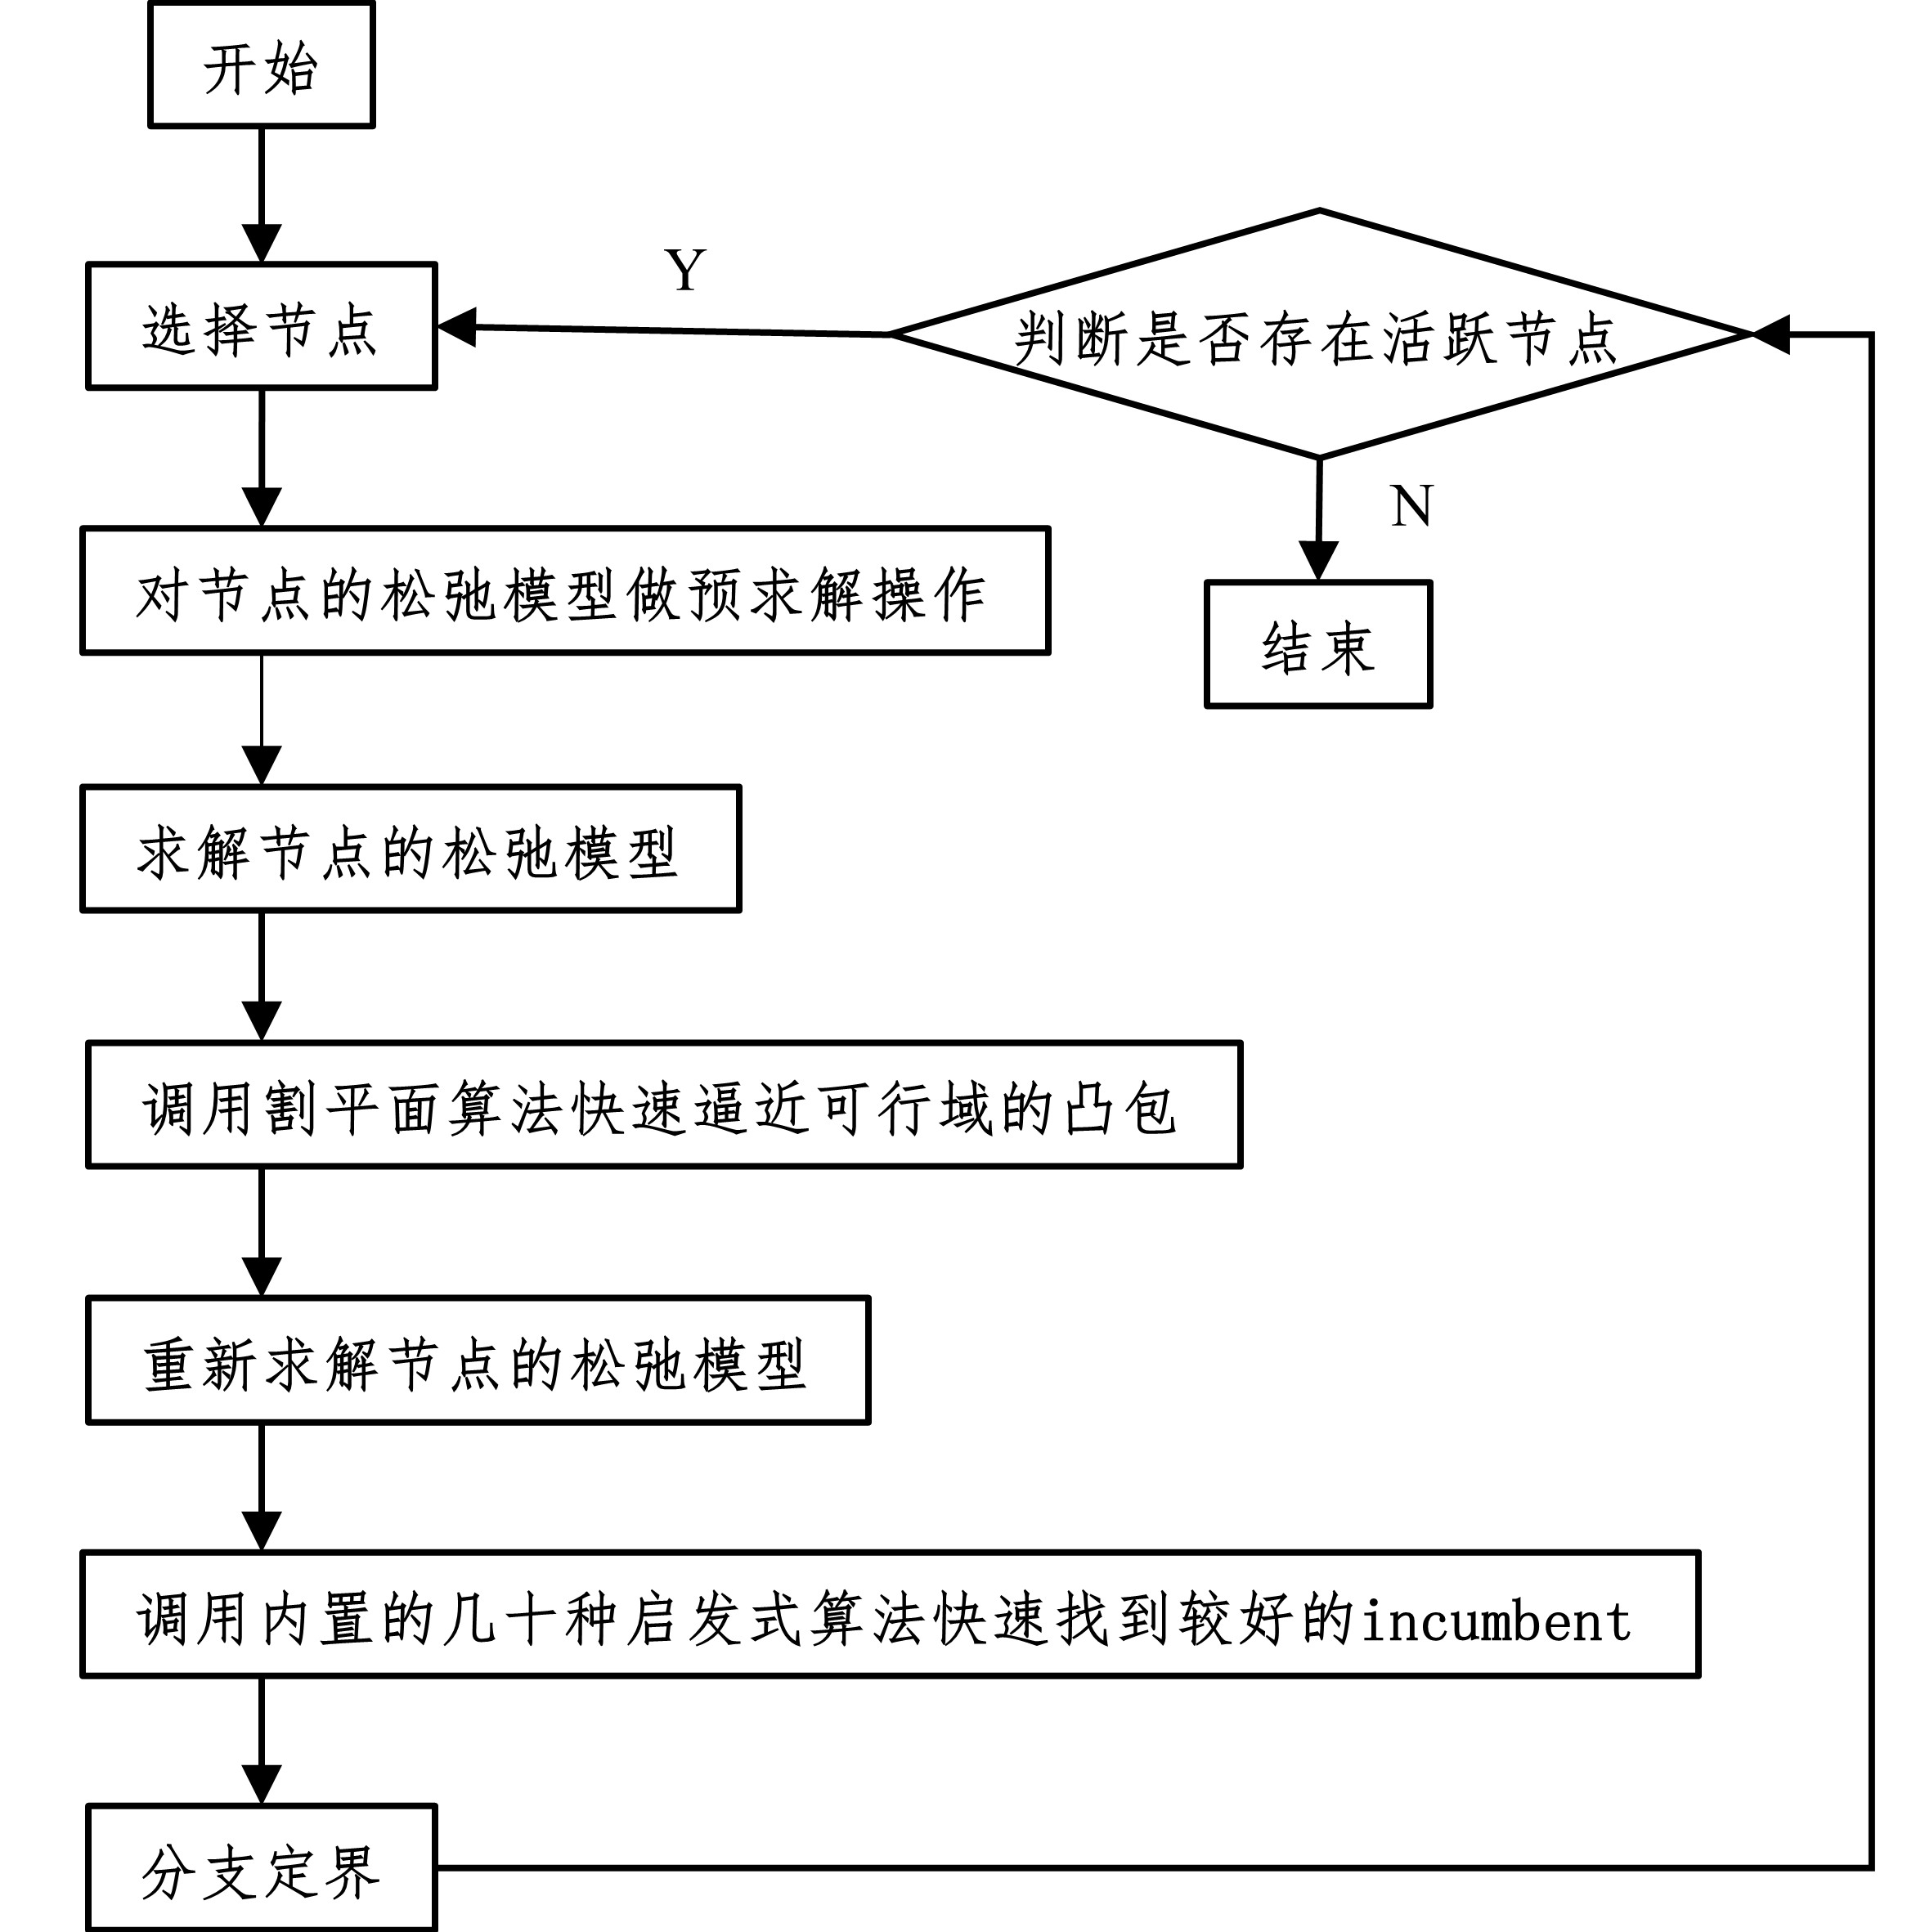 开始
选择节点
Y
判断是否存在活跃节点
N
对节点的松弛模型做预求解操作
结束
求解节点的松弛模型
调用割平面算法快速逼近可行域的凸包
重新求解节点的松弛模型
调用内置的几十种启发式算法快速找到较好的incumbent
分支定界